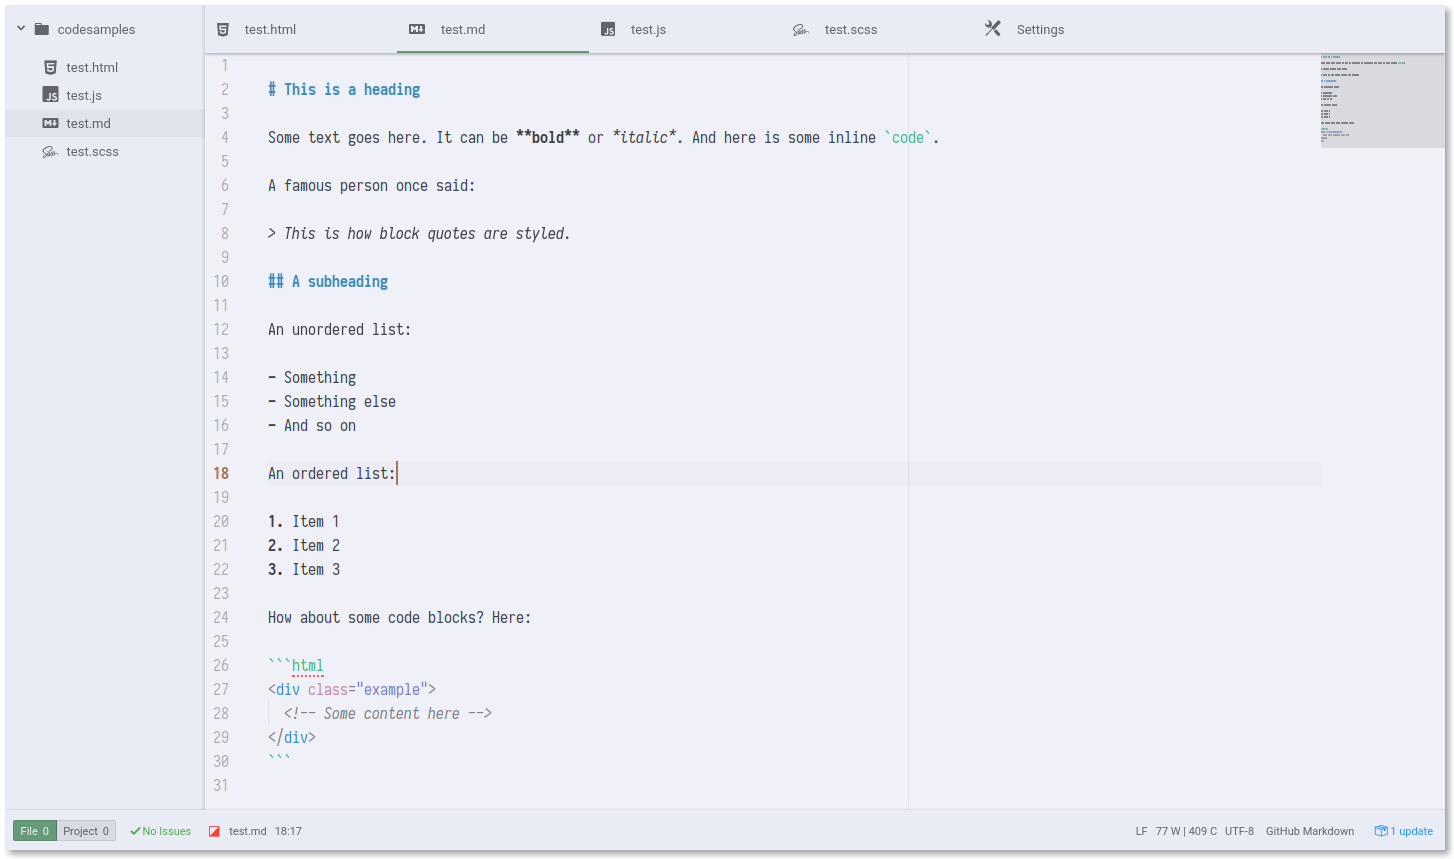 codesamples
test.html
test.js
test.md
test.scss
test.html test.md test.js test.scss Settings
1
2 # This is a heading
3
4 Some text goes here. It can be **bold** or *italic*. And here is some inline `code`.
5
6 A famous person once said:
7
8 > This is how block quotes are styled.
9
10 ## A subheading
11
12 An unordered list:
13
14 - Something
15 - Something else
16 - And so on
17
18 An ordered list:
19
20 1. Item 1
21 2. Item 2
22 3. Item 3
23
24 How about some code blocks? Here:
25
26 ```html
27 <div class="example">
28   <!-- Some content here -->
29 </div>
30 ```
31
File 0 Project 0 No Issues test.md 18:17 LF 77 W | 409 C UTF-8 GitHub Markdown 1 update